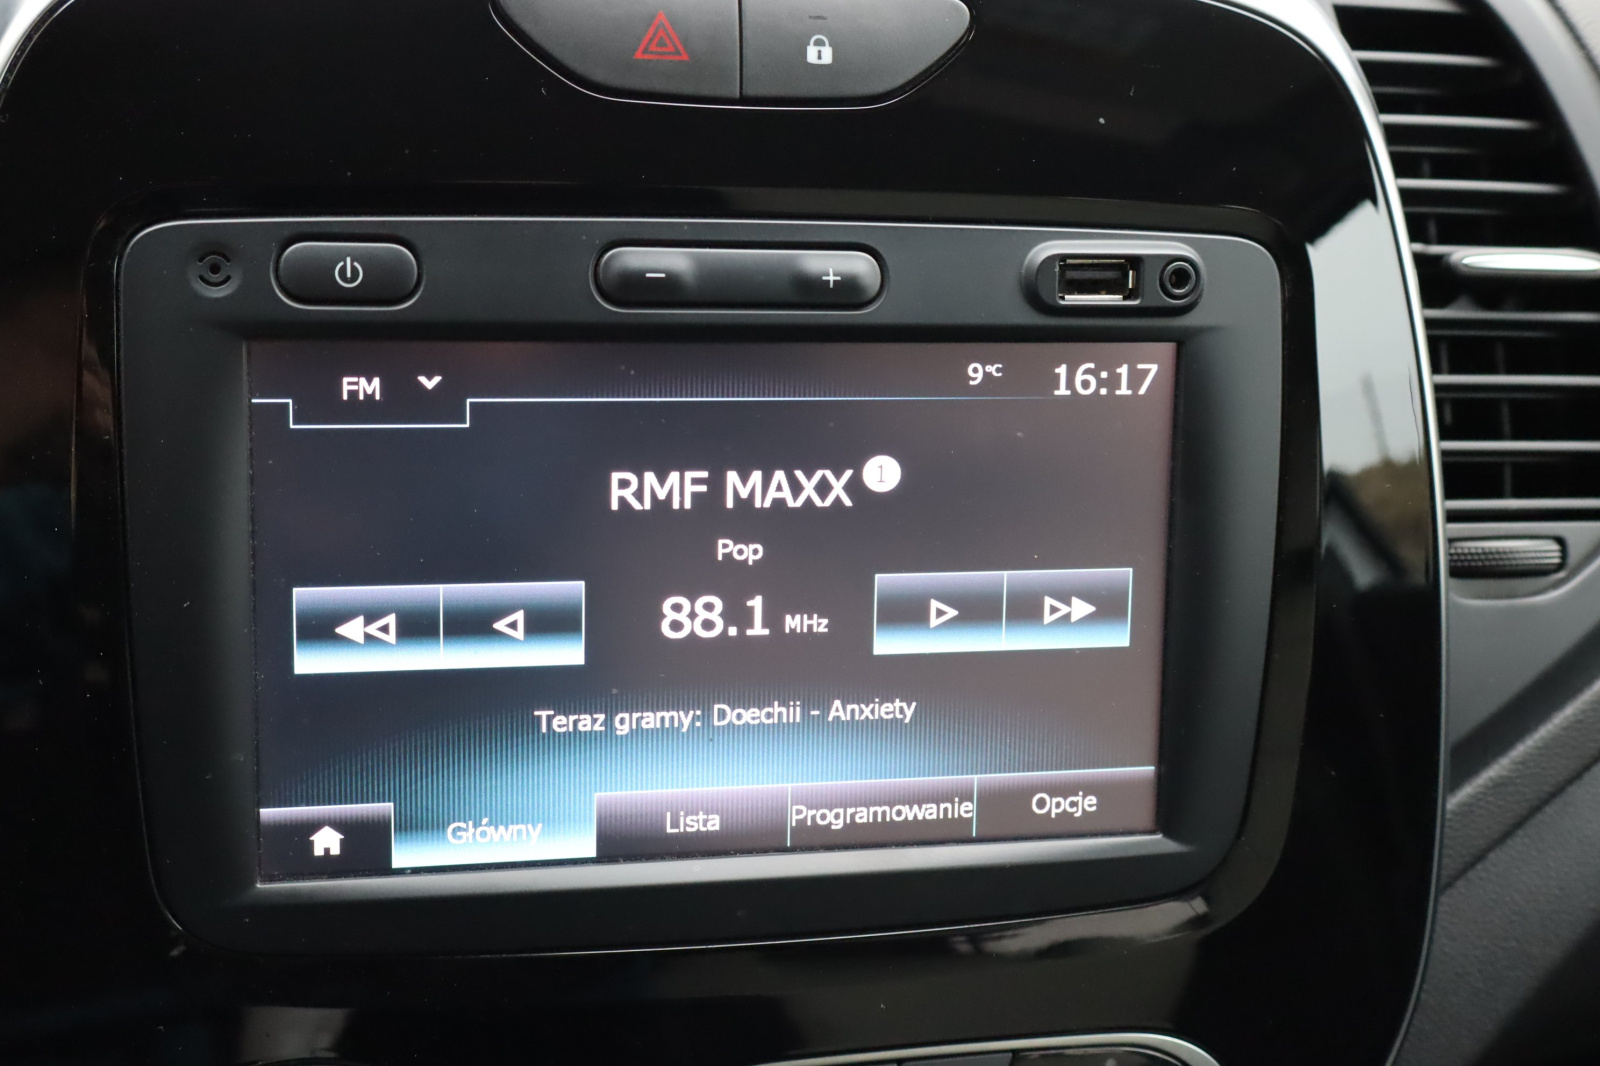 FM
9°C 16:17
RMF MAXX 1
Pop
88.1 MHz
Teraz gramy: Doechii - Anxiety
Główny Lista Programowanie Opcje